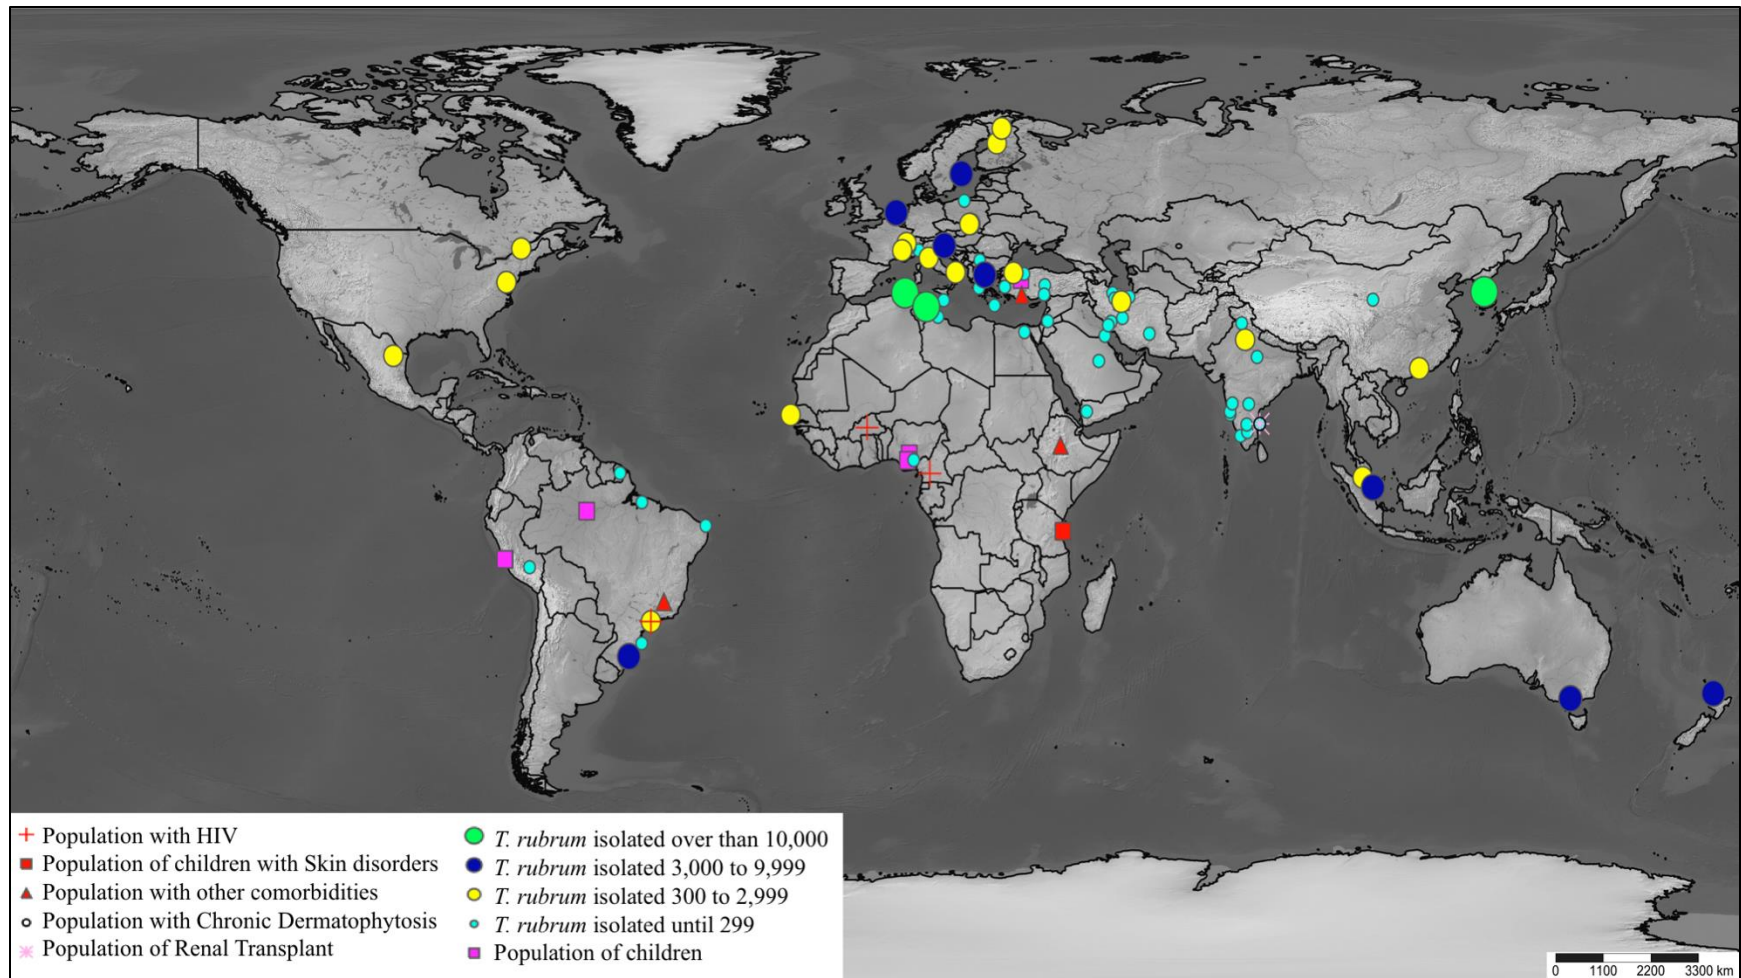 Population with HIV
Population of children with Skin disorders
Population with other comorbidities
Population with Chronic Dermatophytosis
Population of Renal Transplant
T. rubrum isolated over than 10,000
T. rubrum isolated 3,000 to 9,999
T. rubrum isolated 300 to 2,999
T. rubrum isolated until 299
Population of children
0 1100 2200 3300 km